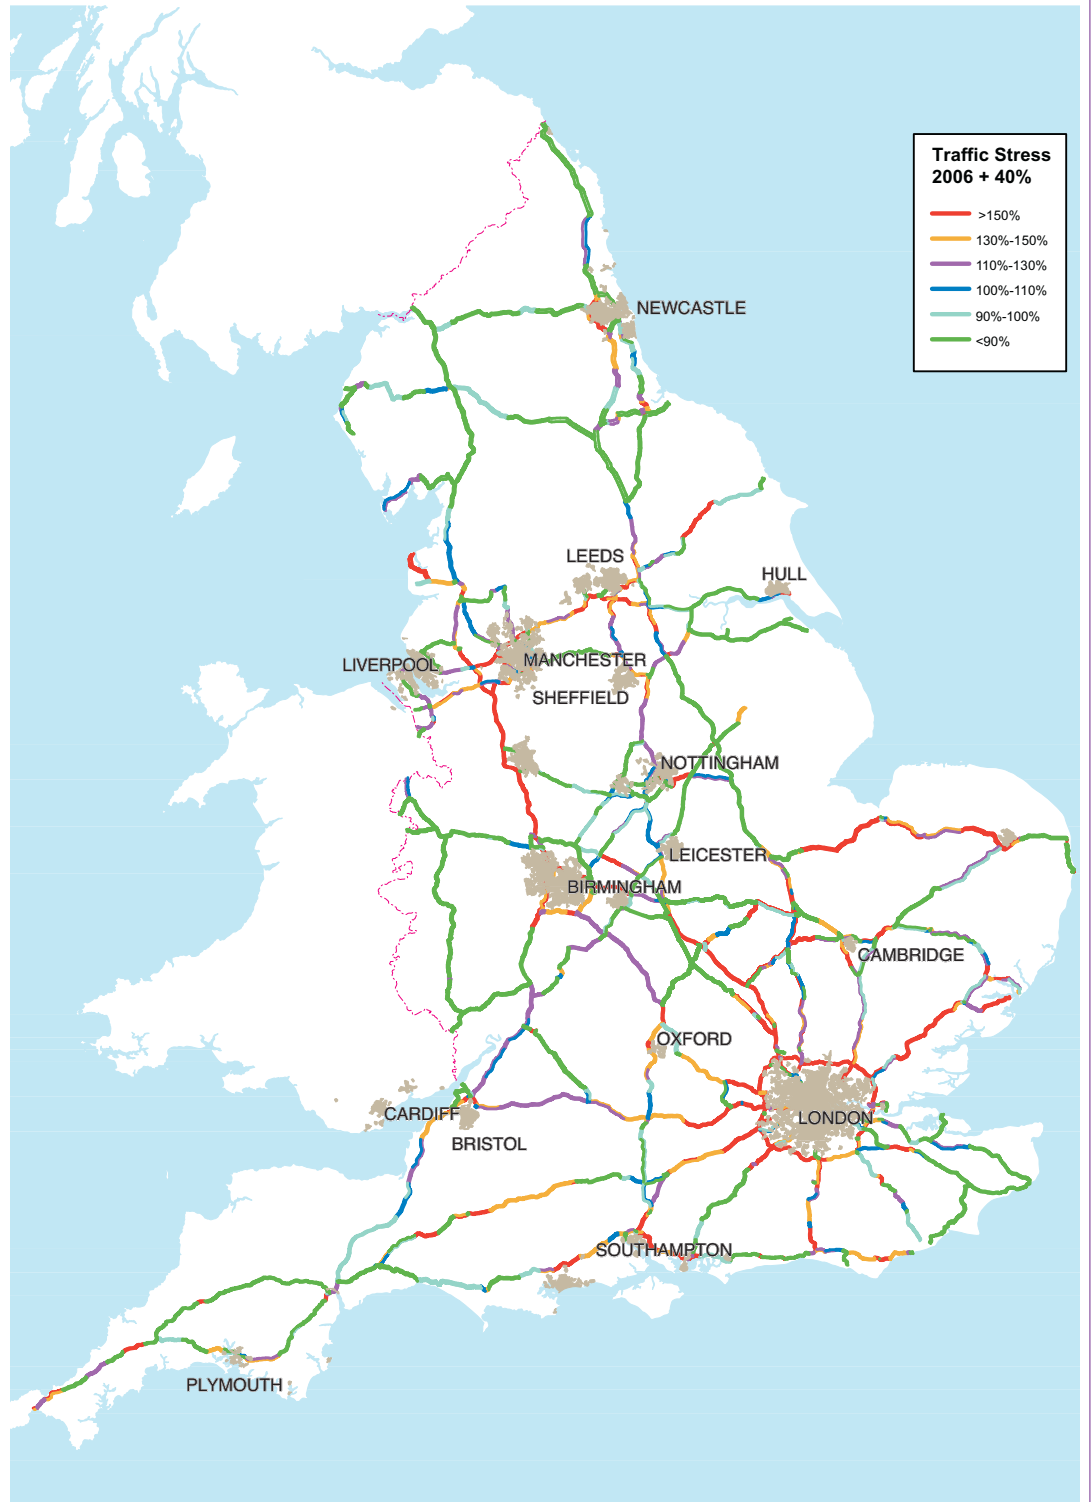 Traffic Stress
2006 + 40%
>150%
130%-150%
110%-130%
100%-110%
90%-100%
<90%
NEWCASTLE
LEEDS
HULL
LIVERPOOL
MANCHESTER
SHEFFIELD
NOTTINGHAM
LEICESTER
BIRMINGHAM
CAMBRIDGE
OXFORD
CARDIFF
LONDON
BRISTOL
SOUTHAMPTON
PLYMOUTH